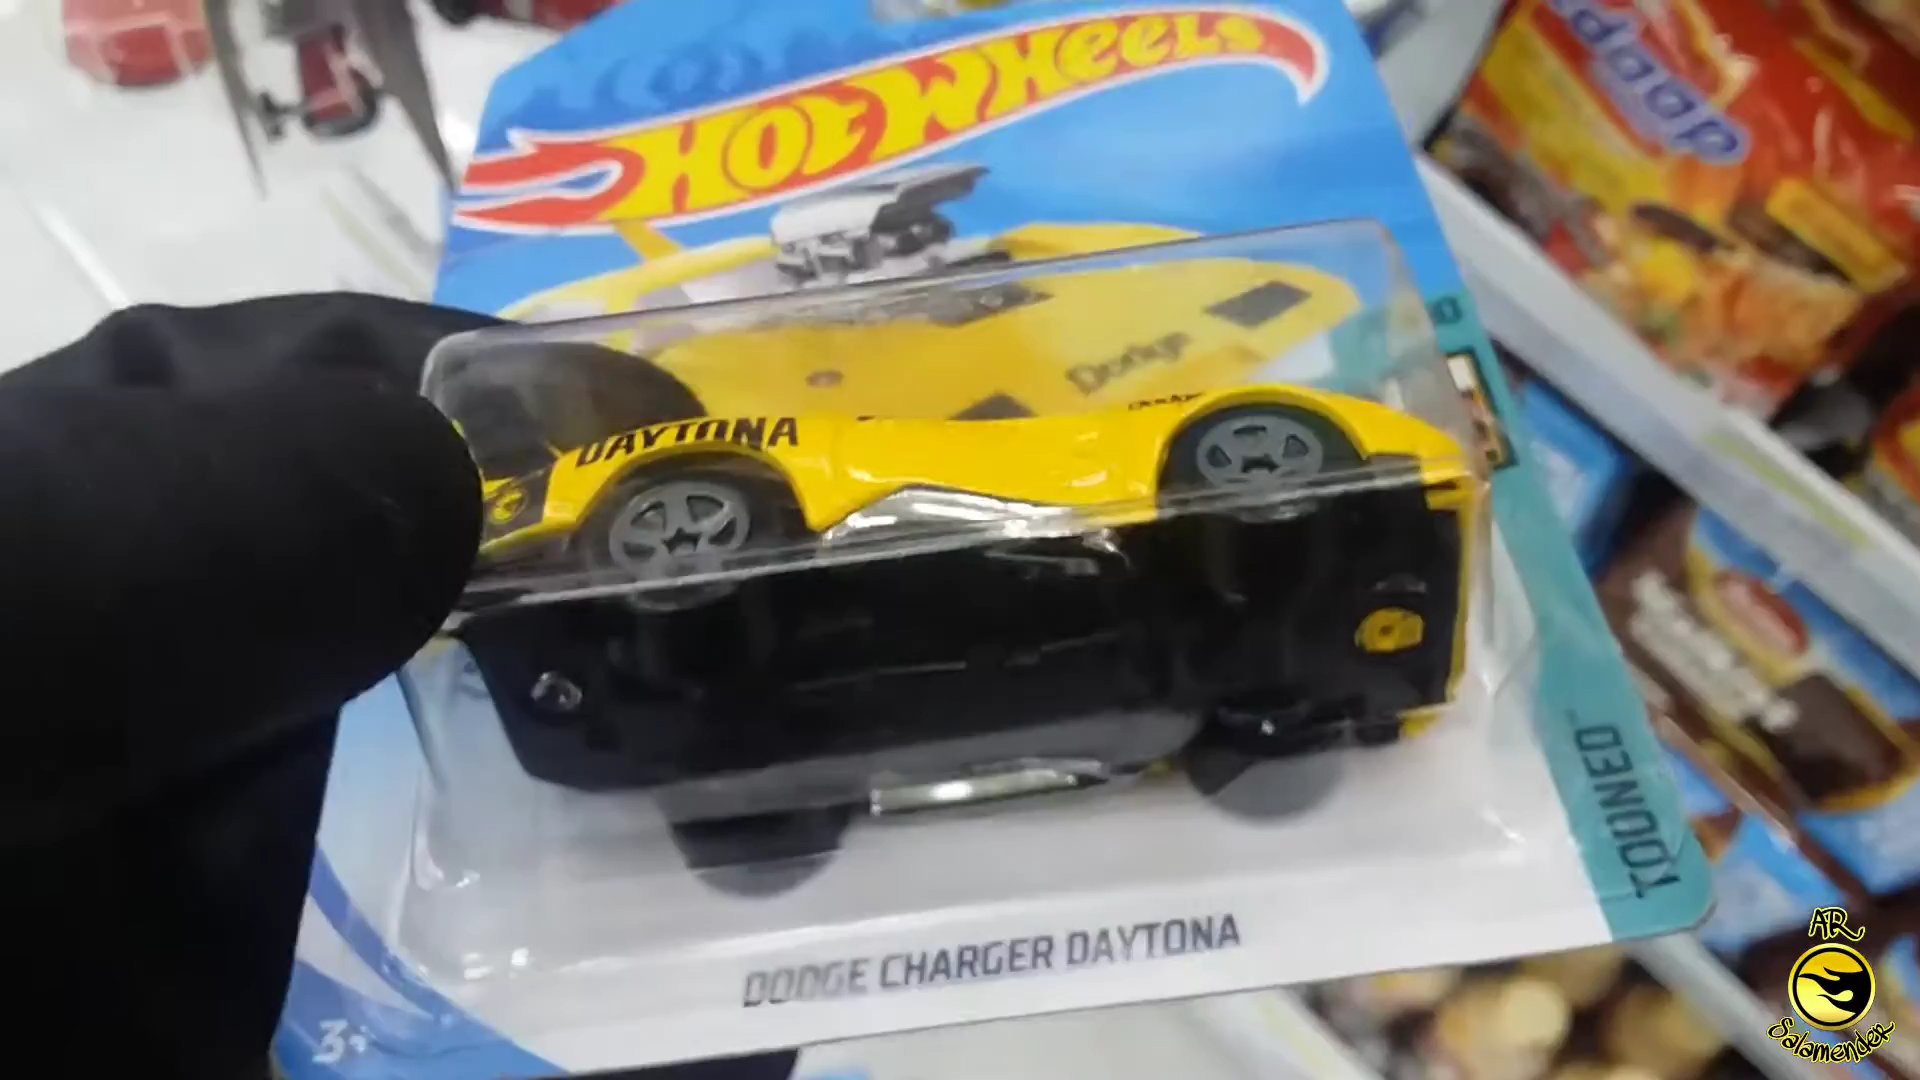 HOT WHEELS
Dodge
DAYTONA
TOONED
DODGE CHARGER DAYTONA
3+
AR
Salamender